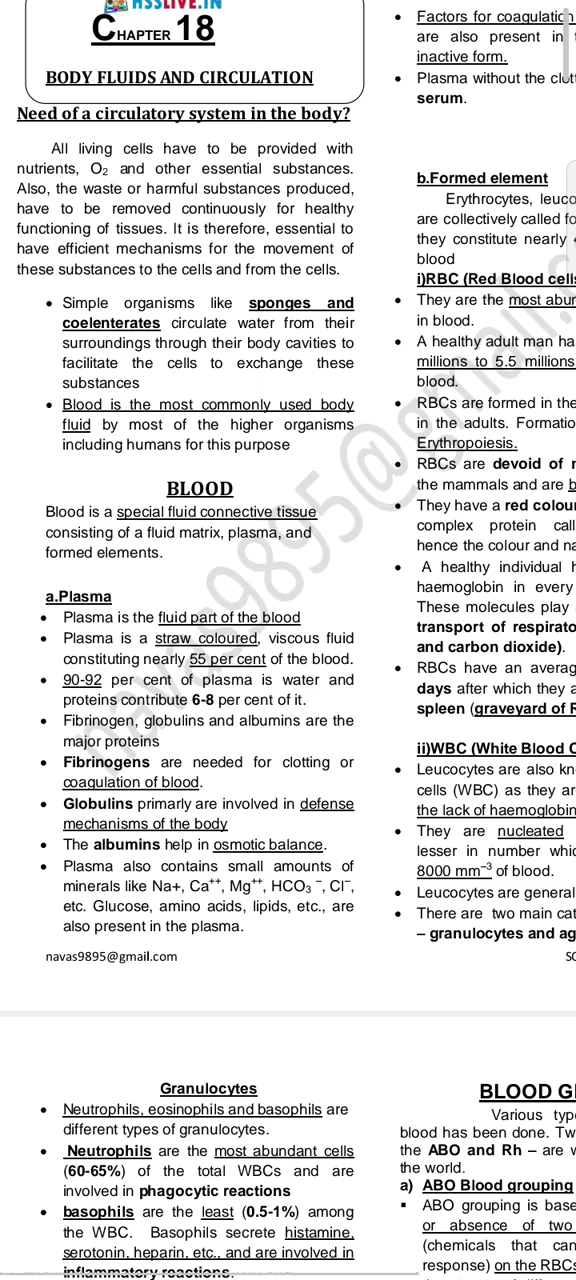 HSSLIVE.IN
CHAPTER 18
BODY FLUIDS AND CIRCULATION
Need of a circulatory system in the body?
All living cells have to be provided with
nutrients, O2 and other essential substances.
Also, the waste or harmful substances produced,
have to be removed continuously for healthy
functioning of tissues. It is therefore, essential to
have efficient mechanisms for the movement of
these substances to the cells and from the cells.
• Simple organisms like sponges and
coelenterates circulate water from their
surroundings through their body cavities to
facilitate the cells to exchange these
substances
• Blood is the most commonly used body
fluid by most of the higher organisms
including humans for this purpose
BLOOD
Blood is a special fluid connective tissue
consisting of a fluid matrix, plasma, and
formed elements.
a.Plasma
• Plasma is the fluid part of the blood
• Plasma is a straw coloured, viscous fluid
constituting nearly 55 per cent of the blood.
• 90-92 per cent of plasma is water and
proteins contribute 6-8 per cent of it.
• Fibrinogen, globulins and albumins are the
major proteins
• Fibrinogens are needed for clotting or
coagulation of blood.
• Globulins primarly are involved in defense
mechanisms of the body
• The albumins help in osmotic balance.
• Plasma also contains small amounts of
minerals like Na+, Ca++, Mg++, HCO3 –, Cl–,
etc. Glucose, amino acids, lipids, etc., are
also present in the plasma.
navas9895@gmail.com
• Factors for coagulation
are also present in
inactive form.
• Plasma without the clott
serum.
b.Formed element
Erythrocytes, leuco
are collectively called fo
they constitute nearly
blood
i)RBC (Red Blood cells
• They are the most abun
in blood.
• A healthy adult man ha
millions to 5.5 millions
blood.
• RBCs are formed in the
in the adults. Formatio
Erythropoiesis.
• RBCs are devoid of n
the mammals and are b
• They have a red colour
complex protein call
hence the colour and na
• A healthy individual h
haemoglobin in every
These molecules play
transport of respirato
and carbon dioxide).
• RBCs have an averag
days after which they a
spleen (graveyard of R
ii)WBC (White Blood C
• Leucocytes are also kn
cells (WBC) as they ar
the lack of haemoglobin
• They are nucleated
lesser in number whic
8000 mm–3 of blood.
• Leucocytes are general
• There are two main cat
– granulocytes and ag
navas9895@gmail.
Granulocytes
• Neutrophils, eosinophils and basophils are
different types of granulocytes.
• Neutrophils are the most abundant cells
(60-65%) of the total WBCs and are
involved in phagocytic reactions
• basophils are the least (0.5-1%) among
the WBC. Basophils secrete histamine,
serotonin, heparin, etc., and are involved in
inflammatory reactions.
BLOOD G
Various type
blood has been done. Tw
the ABO and Rh – are w
the world.
a) ABO Blood grouping
▪ ABO grouping is base
or absence of two
(chemicals that can
response) on the RBCs